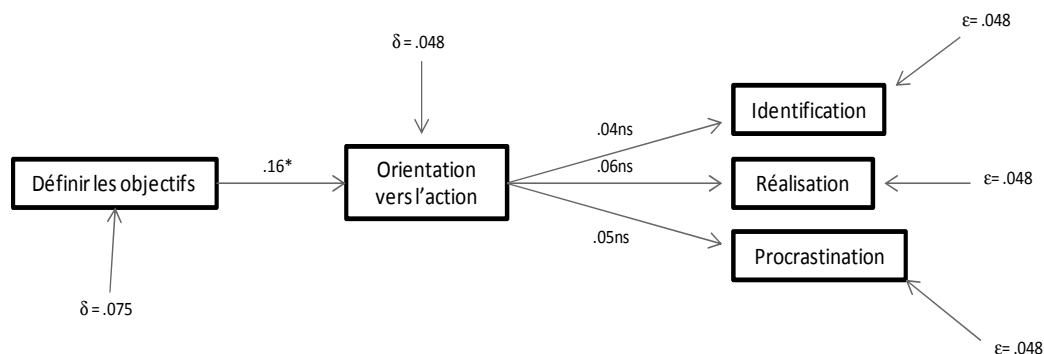 ε= .048
δ = .048
Identification
.04ns
.16*
Orientation
vers l'action
.06ns
Définir les objectifs
Réalisation
ε= .048
.05ns
Procrastination
δ = .075
ε= .048